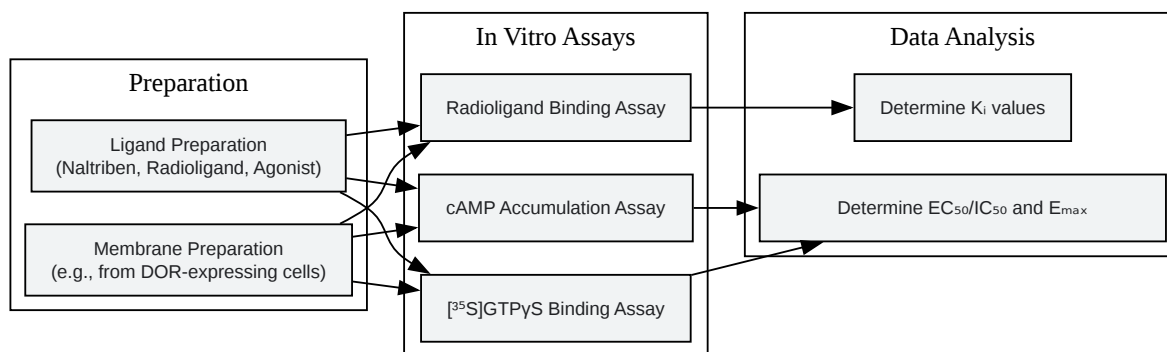 Preparation
Ligand Preparation
(Naltriben, Radioligand, Agonist)
Membrane Preparation
(e.g., from DOR-expressing cells)
In Vitro Assays
Radioligand Binding Assay
cAMP Accumulation Assay
[³⁵S]GTPγS Binding Assay
Data Analysis
Determine Kᵢ values
Determine EC₅₀/IC₅₀ and Eₘₐₓ